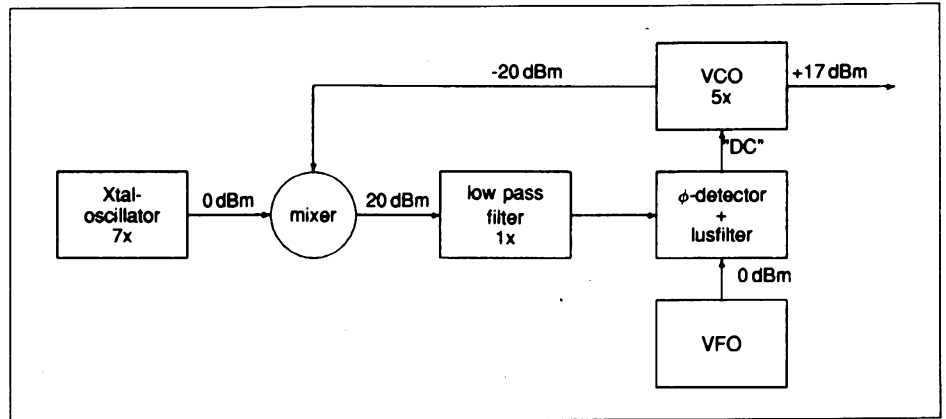 -20 dBm
VCO
5x
+17 dBm
"DC"
Xtal-
oscillator
7x
0 dBm
mixer
20 dBm
low pass
filter
1x
φ-detector
+
lusfilter
0 dBm
VFO